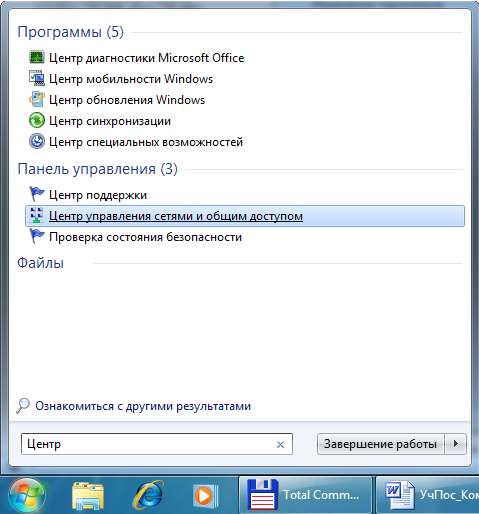 Программы (5)
Центр диагностики Microsoft Office
Центр мобильности Windows
Центр обновления Windows
Центр синхронизации
Центр специальных возможностей
Панель управления (3)
Центр поддержки
Центр управления сетями и общим доступом
Проверка состояния безопасности
Файлы
Ознакомиться с другими результатами
Центр
Завершение работы
Total Comm...
УчПос_Ком